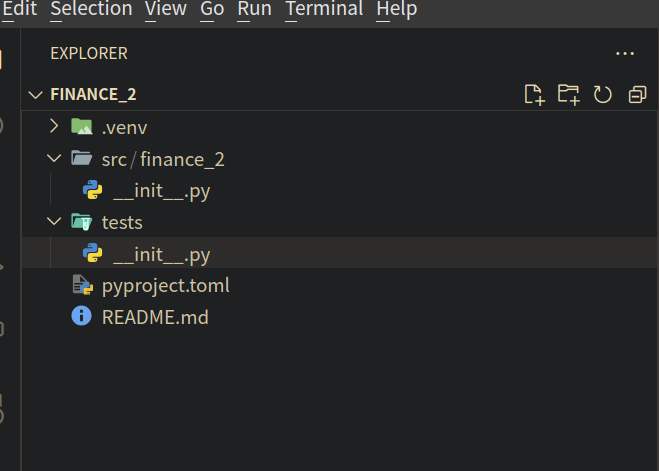 Edit Selection View Go Run Terminal Help
EXPLORER ...
FINANCE_2
.venv
src/finance_2
__init__.py
tests
__init__.py
pyproject.toml
README.md